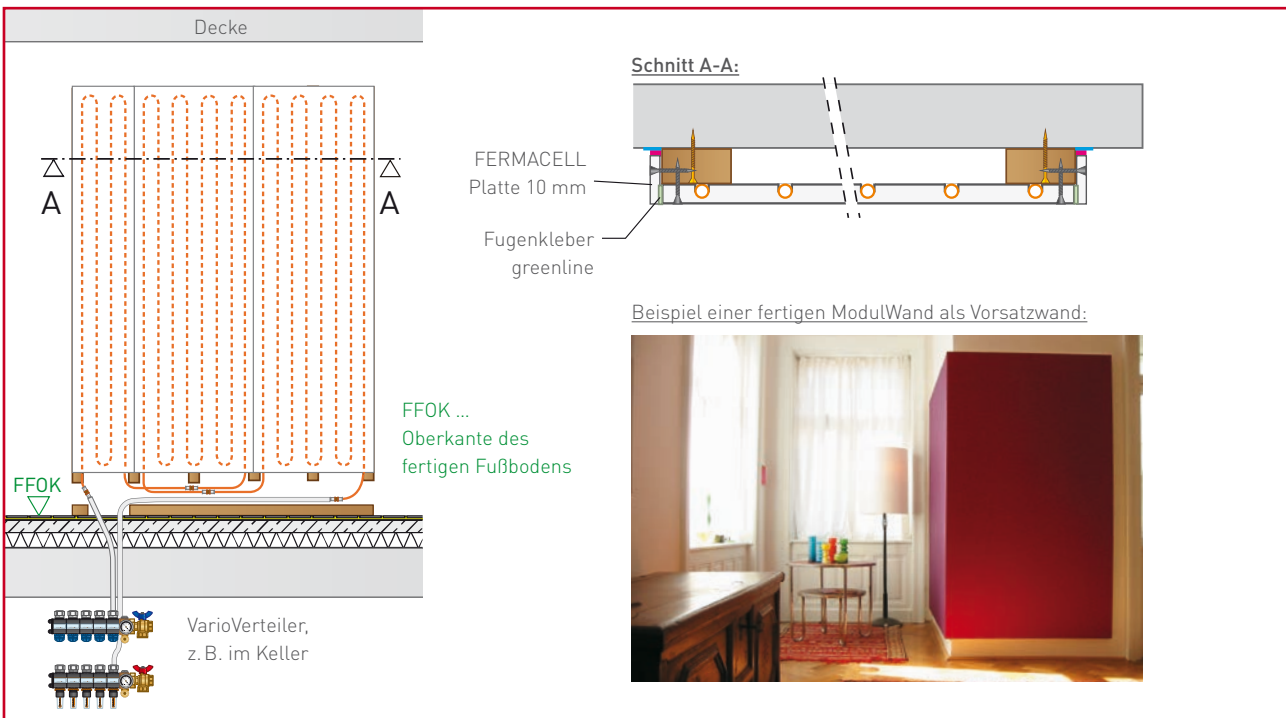 Decke
A
A
FFOK ...
Oberkante des
fertigen Fußbodens
FFOK
VarioVerteiler,
z. B. im Keller
Schnitt A-A:
FERMACELL
Platte 10 mm
Fugenkleber
greenline
Beispiel einer fertigen ModulWand als Vorsatzwand: